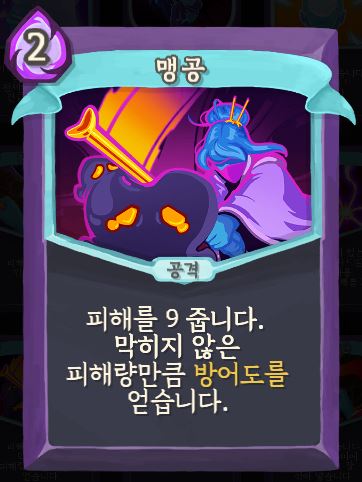 2
맹공
공격
피해를 9 줍니다.
막히지 않은
피해량만큼 방어도를
얻습니다.